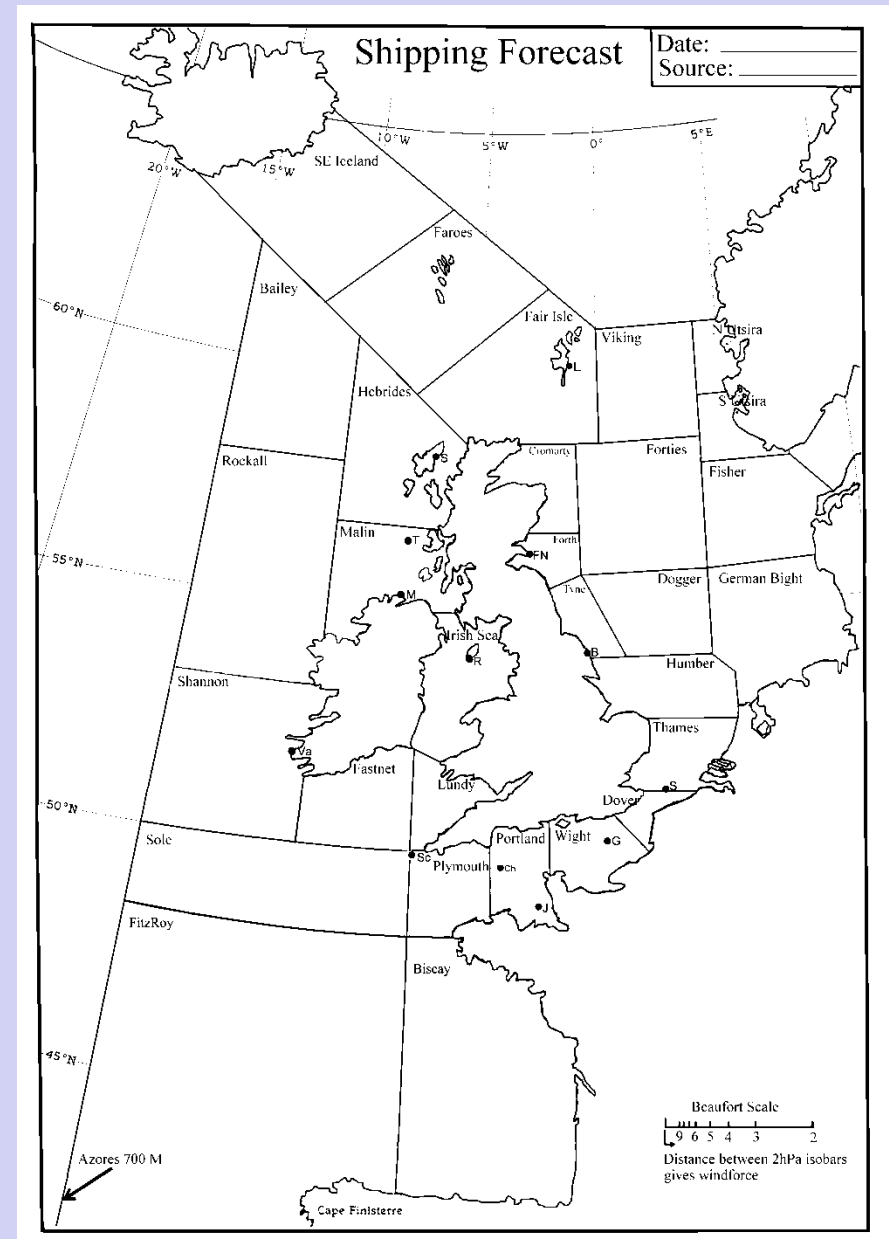 Shipping Forecast
Date:
Source:
10°W
5°W
0°
5°E
20°W
15°W
SE Iceland
Faroes
Bailey
60°N
Fair Isle
Viking
N Utsira
S Utsira
L
Hebrides
Rockall
S
Cromarty
Forties
Fisher
Malin
T
Forth
FN
55°N
Tyne
Dogger
German Bight
M
Irish Sea
R
B
Humber
Shannon
Thames
Va
Fastnet
Lundy
S
Dover
50°N
Sole
Portland
Wight
G
Sc
Plymouth
Ch
J
FitzRoy
Biscay
45°N
Beaufort Scale
9 6 5 4 3 2
Distance between 2hPa isobars
gives windforce
Azores 700 M
Cape Finisterre